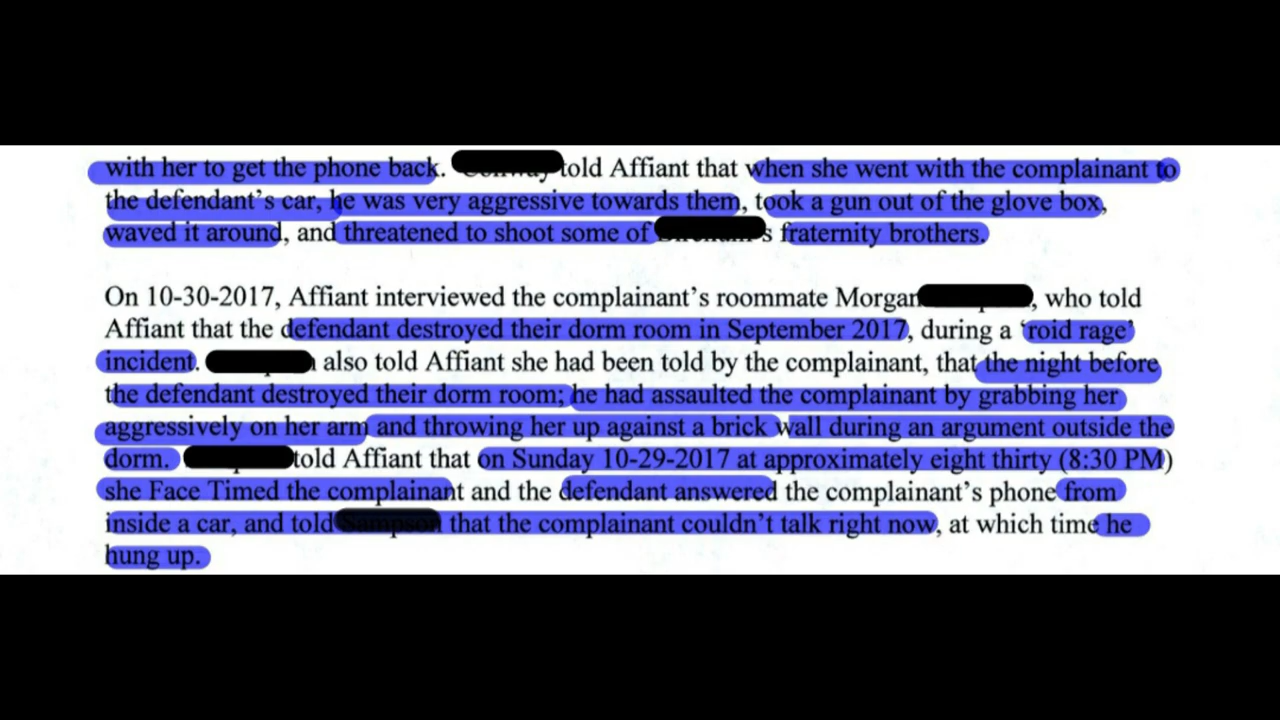 with her to get the phone back. told Affiant that when she went with the complainant to
the defendant's car, he was very aggressive towards them, took a gun out of the glove box,
waved it around, and threatened to shoot some of 's fraternity brothers.
On 10-30-2017, Affiant interviewed the complainant's roommate Morgan , who told
Affiant that the defendant destroyed their dorm room in September 2017, during a 'roid rage'
incident. also told Affiant she had been told by the complainant, that the night before
the defendant destroyed their dorm room; he had assaulted the complainant by grabbing her
aggressively on her arm and throwing her up against a brick wall during an argument outside the
dorm. told Affiant that on Sunday 10-29-2017 at approximately eight thirty (8:30 PM)
she Face Timed the complainant and the defendant answered the complainant's phone from
inside a car, and told that the complainant couldn't talk right now, at which time he
hung up.